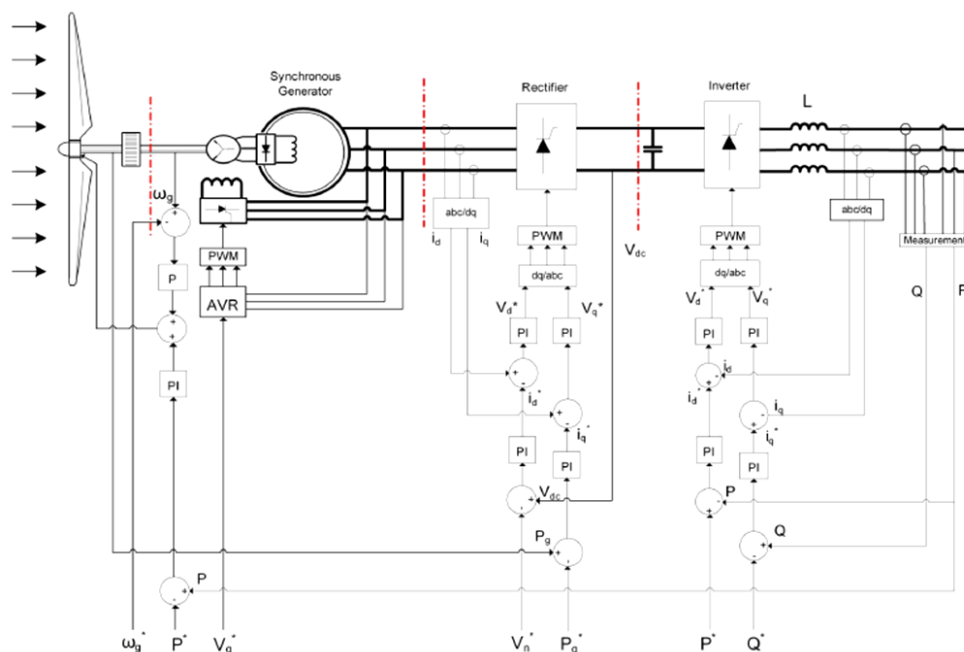 Synchronous
Generator
Rectifier
Inverter
L
ω_g
abc/dq
abc/dq
i_d
i_q
PWM
PWM
PWM
V_dc
Measurement
P
dq/abc
dq/abc
AVR
Q
P
V_d^*
V_q^*
V_d^*
V_q^*
PI
PI
PI
PI
i_d
PI
i_d^*
i_d^*
i_q
i_q^*
i_q^*
PI
PI
PI
PI
V_dc
P
P_g
Q
P
ω_g^*
P^*
V_g^*
V_n^*
P_g^*
P^*
Q^*